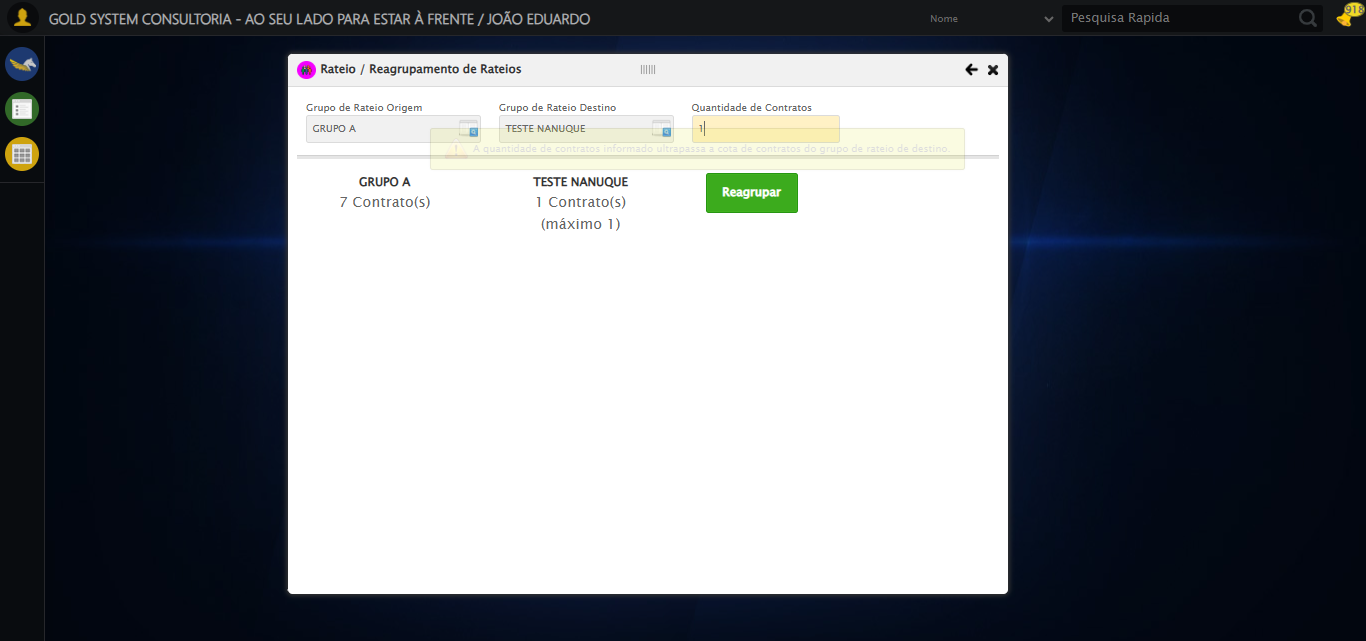 GOLD SYSTEM CONSULTORIA - AO SEU LADO PARA ESTAR À FRENTE / JOÃO EDUARDO
Nome
Pesquisa Rapida
918
Rateio / Reagrupamento de Rateios
Grupo de Rateio Origem
Grupo de Rateio Destino
Quantidade de Contratos
GRUPO A
TESTE NANUQUE
1
A quantidade de contratos informado ultrapassa a cota de contratos do grupo de rateio de destino.
GRUPO A
TESTE NANUQUE
Reagrupar
7 Contrato(s)
1 Contrato(s)
(máximo 1)